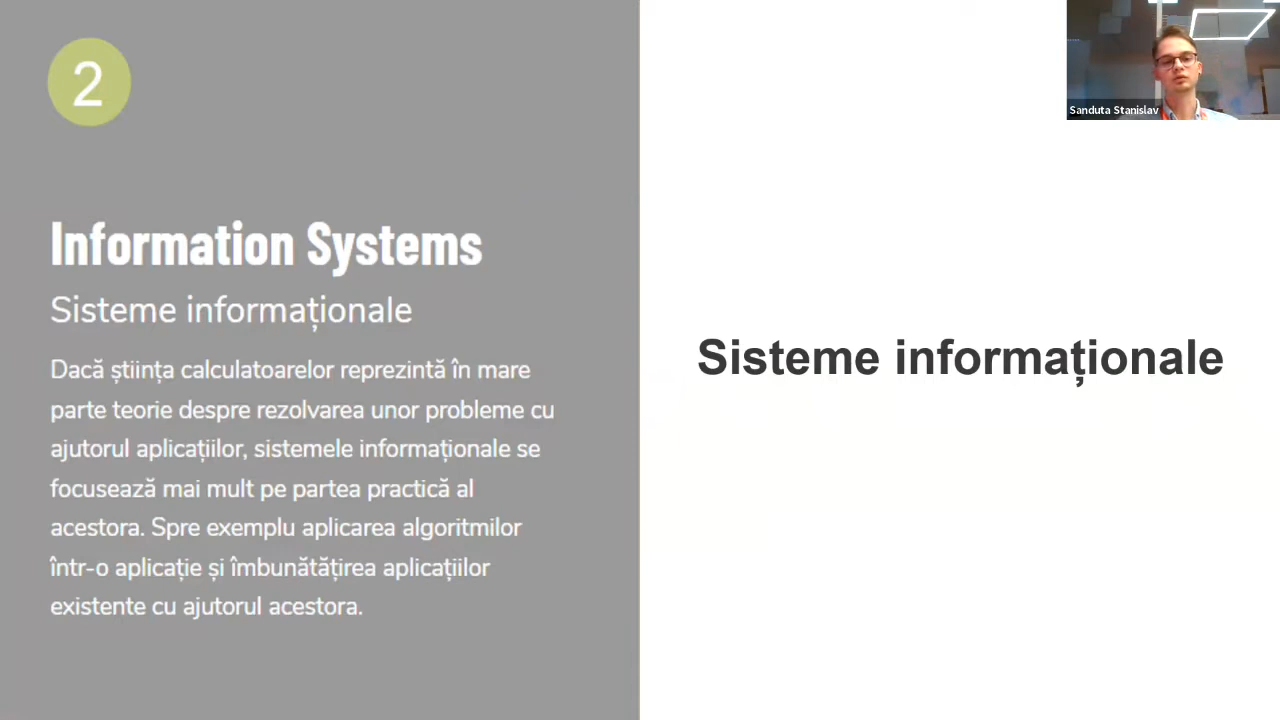 2
Information Systems
Sisteme informaționale
Dacă știința calculatoarelor reprezintă în mare
parte teorie despre rezolvarea unor probleme cu
ajutorul aplicațiilor, sistemele informaționale se
focusează mai mult pe partea practică al
acestora. Spre exemplu aplicarea algoritmilor
într-o aplicație și îmbunătățirea aplicațiilor
existente cu ajutorul acestora.
Sisteme informaționale
Sanduta Stanislav